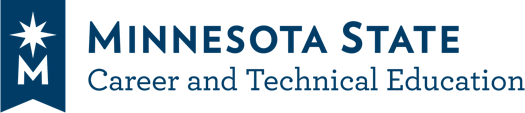 M
MINNESOTA STATE
Career and Technical Education